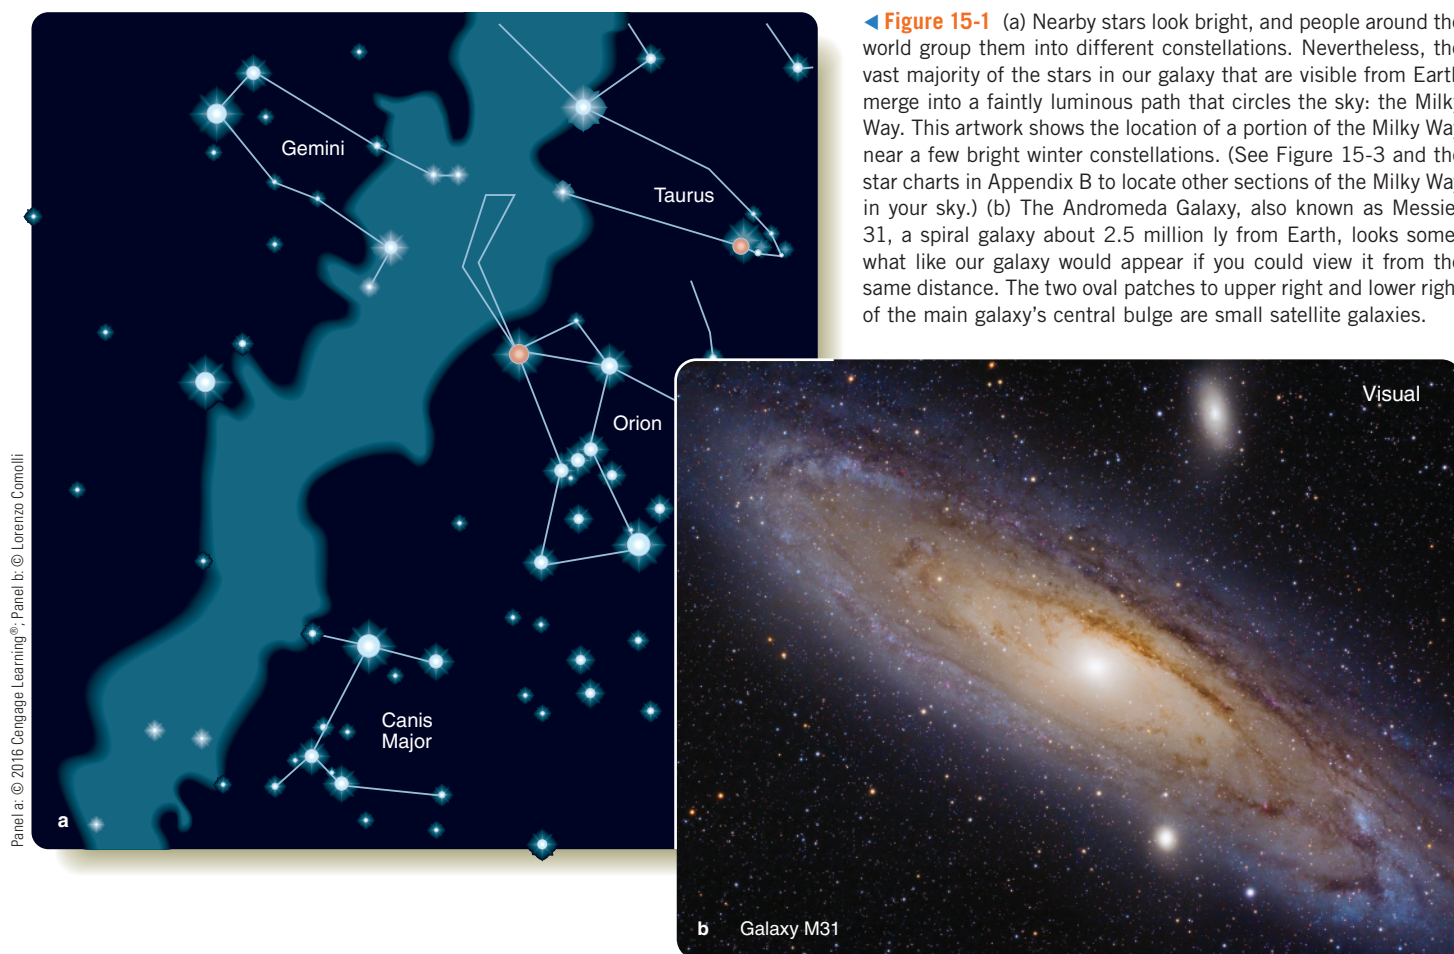 ◀ Figure 15-1 (a) Nearby stars look bright, and people around the
world group them into different constellations. Nevertheless, the
vast majority of the stars in our galaxy that are visible from Earth
merge into a faintly luminous path that circles the sky: the Milky
Way. This artwork shows the location of a portion of the Milky Way
near a few bright winter constellations. (See Figure 15-3 and the
star charts in Appendix B to locate other sections of the Milky Way
in your sky.) (b) The Andromeda Galaxy, also known as Messier
31, a spiral galaxy about 2.5 million ly from Earth, looks some-
what like our galaxy would appear if you could view it from the
same distance. The two oval patches to upper right and lower right
of the main galaxy's central bulge are small satellite galaxies.
Gemini
Taurus
Orion
Canis
Major
a
Visual
b Galaxy M31
Panel a: © 2016 Cengage Learning®; Panel b: © Lorenzo Comolli